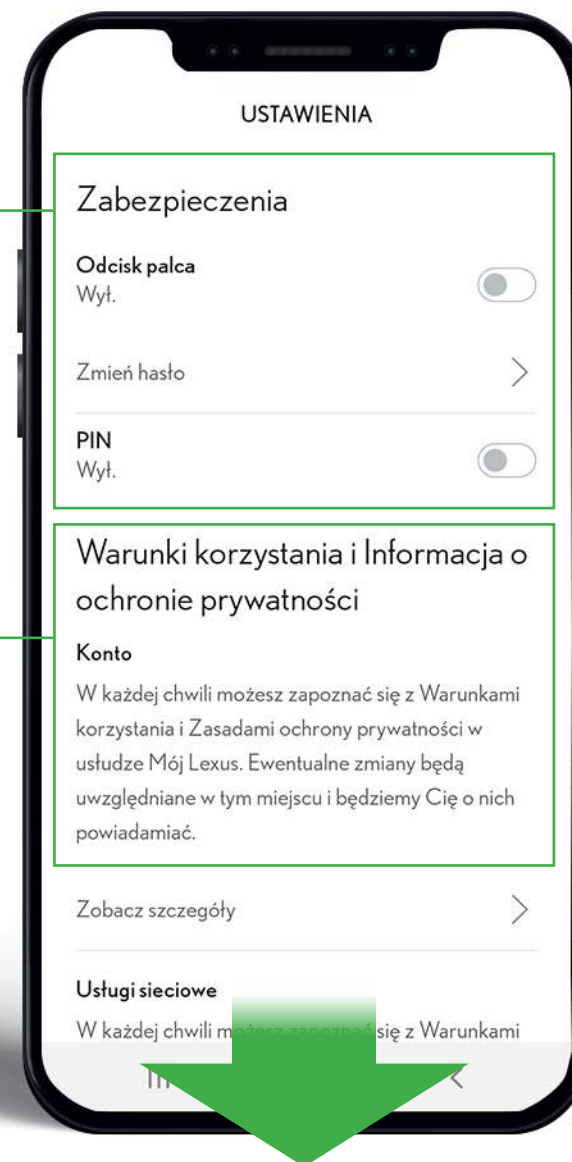 USTAWIENIA
Zabezpieczenia
Odcisk palca
Wył.
Zmień hasło
PIN
Wył.
Warunki korzystania i Informacja o
ochronie prywatności
Konto
W każdej chwili możesz zapoznać się z Warunkami
korzystania i Zasadami ochrony prywatności w
usłudze Mój Lexus. Ewentualne zmiany będą
uwzględniane w tym miejscu i będziemy Cię o nich
powiadamiać.
Zobacz szczegóły
Usługi sieciowe
W każdej chwili możesz zapoznać się z Warunkami